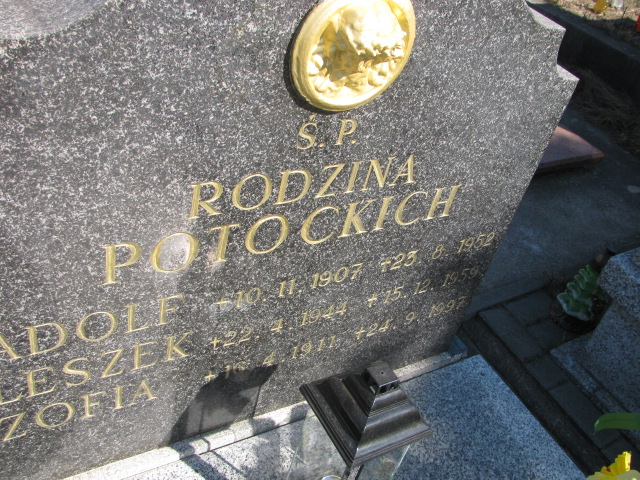 Ś. P.
RODZINA
POTOCKICH
ADOLF 10.11.1907 +23.8.1952
LESZEK +22.4.1944 +15.12.1959
ZOFIA 4.1911. +24.9.1997